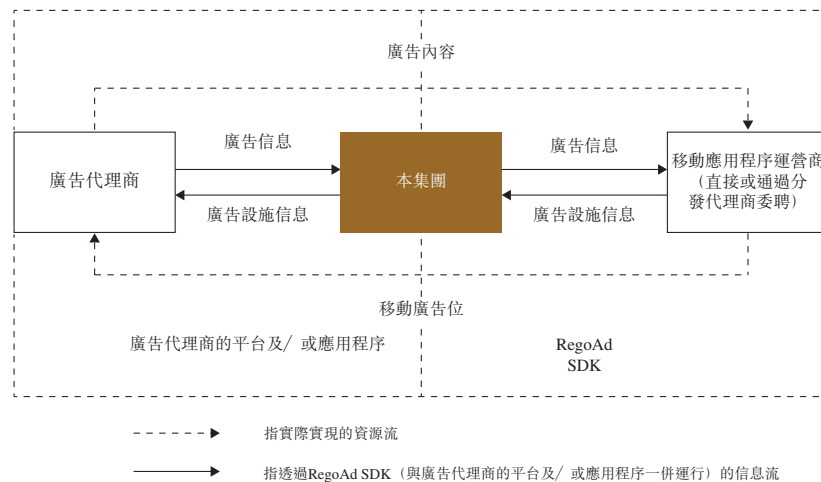 廣告內容
廣告信息
廣告信息
廣告代理商
本集團
移動應用程序運營商
（直接或通過分
發代理商委聘）
廣告設施信息
廣告設施信息
移動廣告位
廣告代理商的平台及/ 或應用程序
RegoAd
SDK
指實際實現的資源流
指透過RegoAd SDK（與廣告代理商的平台及/ 或應用程序一併運行）的信息流